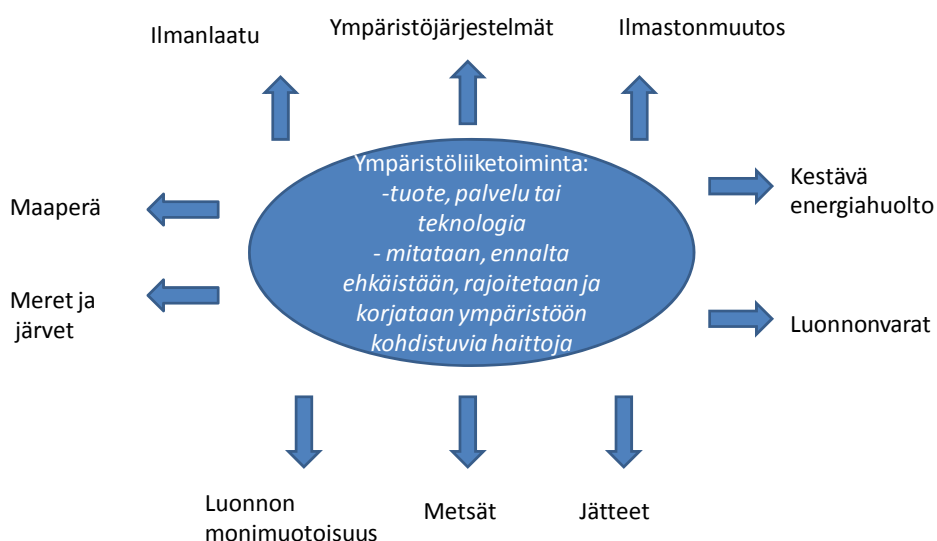 Ilmanlaatu
Ympäristöjärjestelmät
Ilmastonmuutos
Ympäristöliiketoiminta:
-tuote, palvelu tai
teknologia
- mitataan, ennalta
ehkäistään, rajoitetaan ja
korjataan ympäristöön
kohdistuvia haittoja
Maaperä
Meret ja
järvet
Kestävä
energiahuolto
Luonnonvarat
Luonnon
monimuotoisuus
Metsät
Jätteet